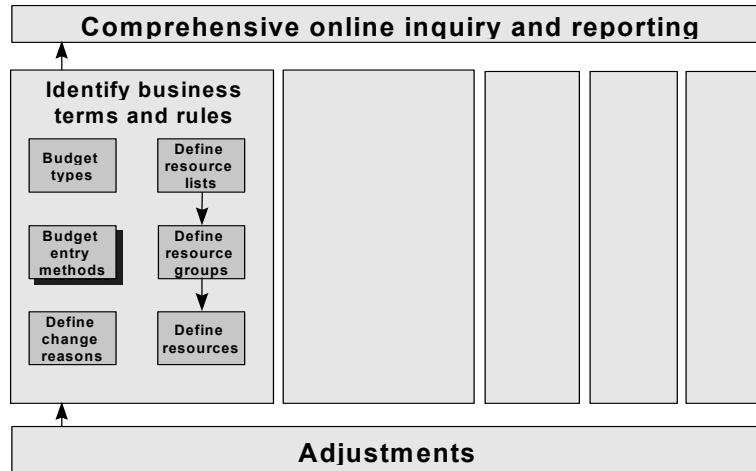 Comprehensive online inquiry and reporting
Identify business
terms and rules
Budget
types
Define
resource
lists
Budget
entry
methods
Define
resource
groups
Define
change
reasons
Define
resources
Adjustments